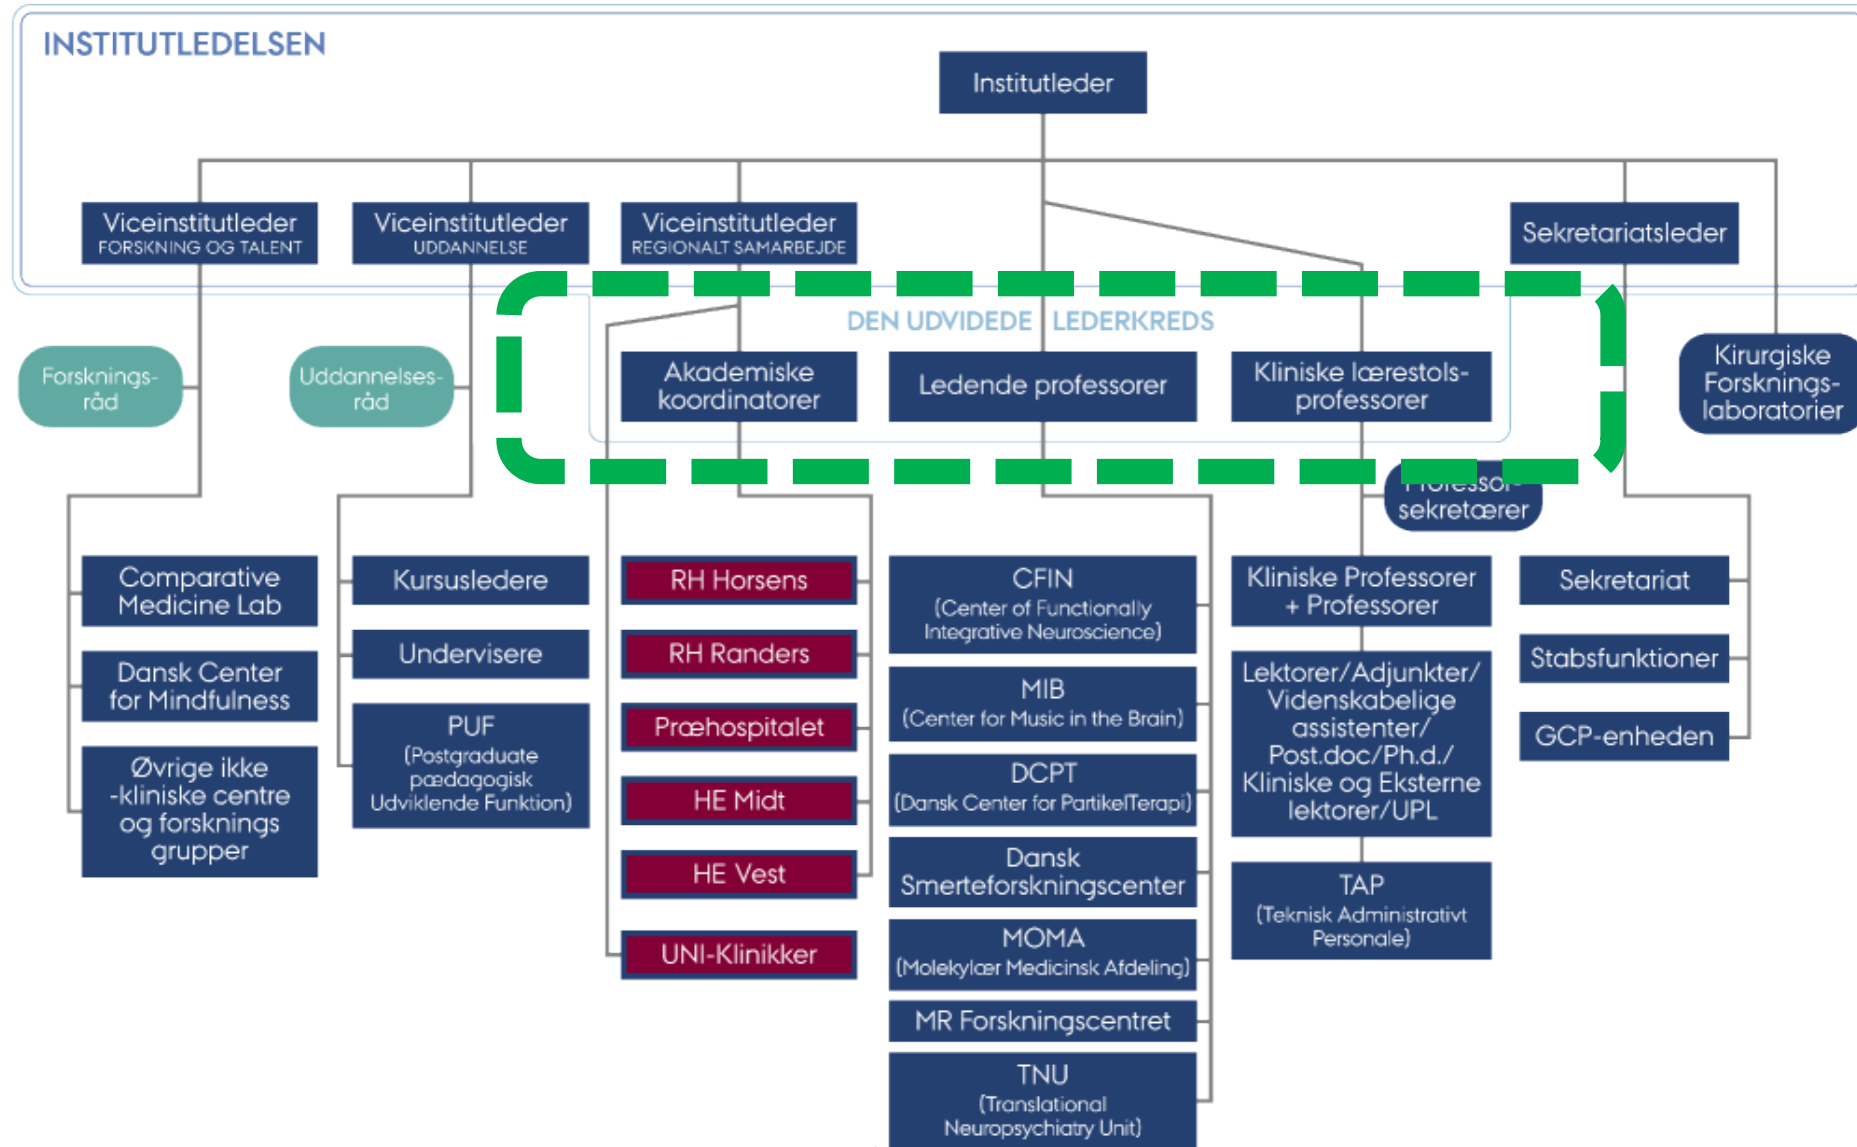 INSTITUTLEDELSEN
Institutleder
Viceinstitutleder
FORSKNING OG TALENT
Viceinstitutleder
UDDANNELSE
Viceinstitutleder
REGIONALT SAMARBEJDE
Sekretariatsleder
DEN UDVIDEDE LEDERKREDS
Forsknings-
råd
Uddannelses-
råd
Akademiske
koordinatorer
Ledende professorer
Kliniske lærestols-
professorer
Kirurgiske
Forsknings-
laboratorier
Professor-
sekretærer
Comparative
Medicine Lab
Dansk Center
for Mindfulness
Øvrige ikke
-kliniske centre
og forsknings
grupper
Kursusledere
Undervisere
PUF
(Postgraduate
pædagogisk
Udviklende Funktion)
RH Horsens
RH Randers
Præhospitalet
HE Midt
HE Vest
UNI-Klinikker
CFIN
(Center of Functionally
Integrative Neuroscience)
MIB
(Center for Music in the Brain)
DCPT
(Dansk Center for PartikelTerapi)
Dansk
Smerteforskningscenter
MOMA
(Molekylær Medicinsk Afdeling)
MR Forskningscentret
TNU
(Translational
Neuropsychiatry Unit)
Kliniske Professorer
+ Professorer
Lektorer/Adjunkter/
Videnskabelige
assistenter/
Post.doc/Ph.d./
Kliniske og Eksterne
lektorer/UPL
TAP
(Teknisk Administrativt
Personale)
Sekretariat
Stabsfunktioner
GCP-enheden